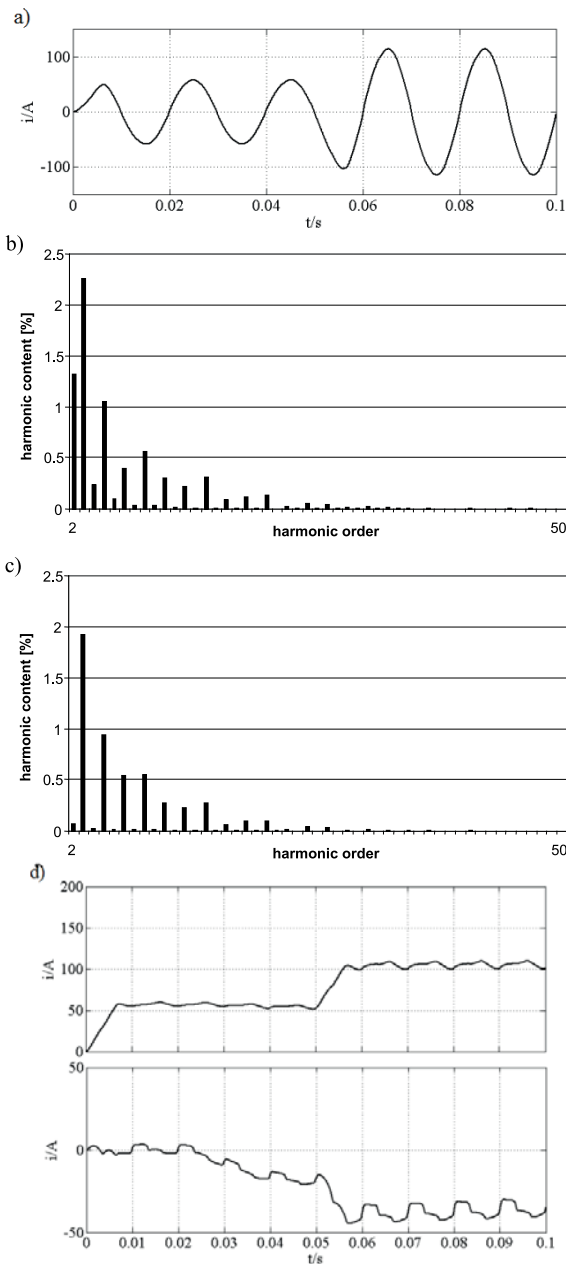 a)
100
0
-100
i/A
0 0.02 0.04 0.06 0.08 0.1
t/s
b)
2.5
2
1.5
1
0.5
0
harmonic content [%]
2 harmonic order 50
c)
2.5
2
1.5
1
0.5
0
harmonic content [%]
2 harmonic order 50
d)
200
150
100
50
0
i/A
50
0
-50
i/A
0 0.01 0.02 0.03 0.04 0.05 0.06 0.07 0.08 0.09 0.1
t/s